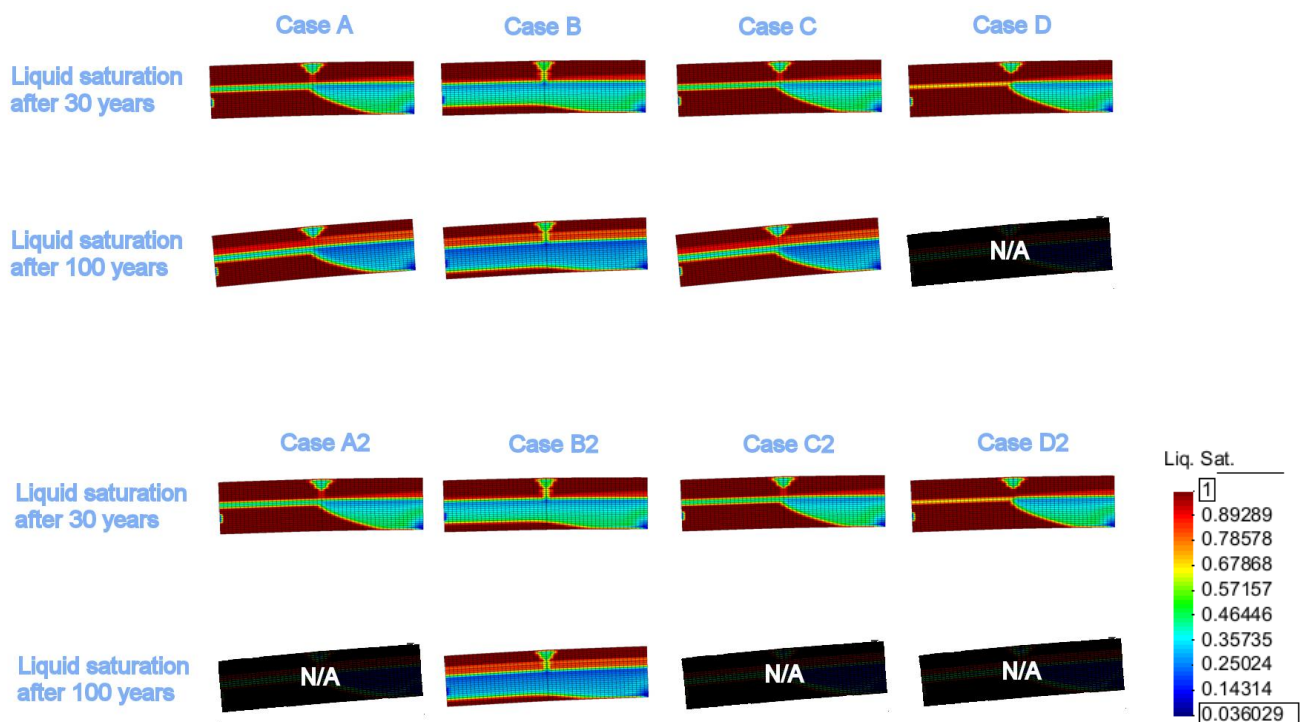 Case A Case B Case C Case D
Liquid saturation
after 30 years
Liquid saturation
after 100 years
N/A
Case A2 Case B2 Case C2 Case D2
Liquid saturation
after 30 years
Liquid saturation
after 100 years
N/A N/A N/A
Liq. Sat.
1
0.89289
0.78578
0.67868
0.57157
0.46446
0.35735
0.25024
0.14314
0.036029